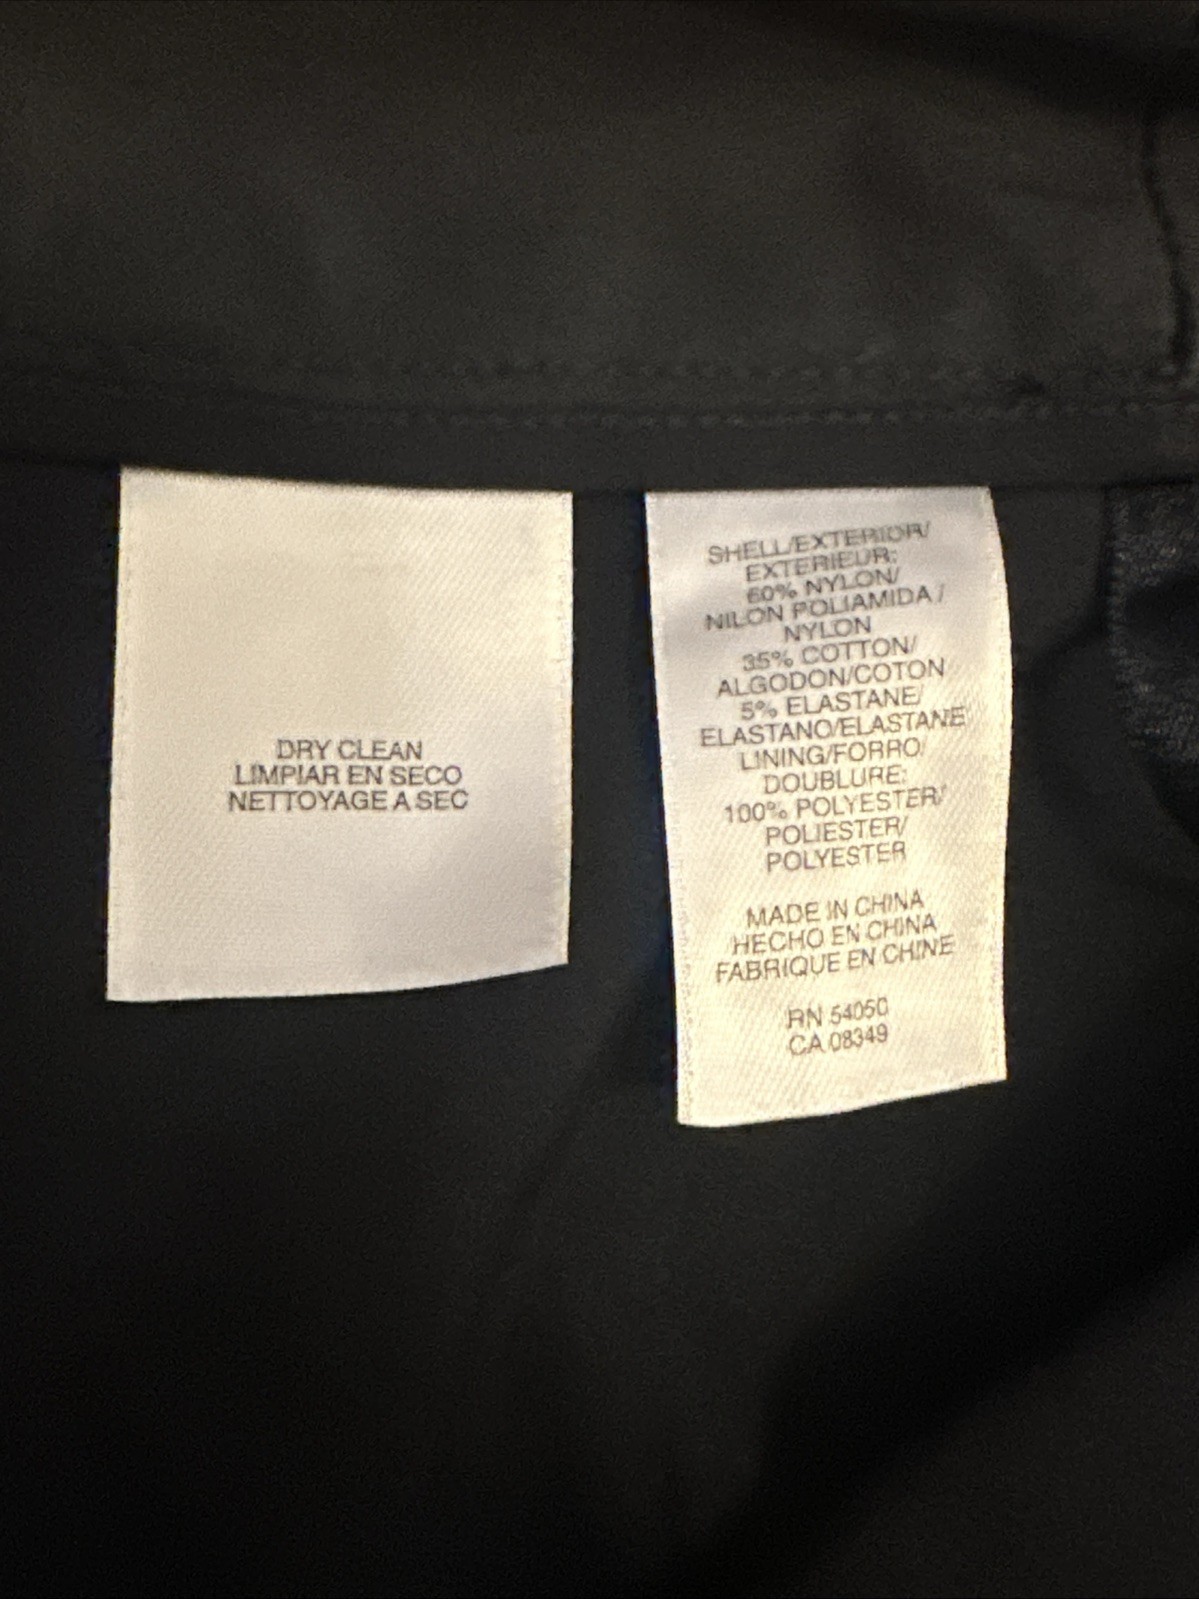 DRY CLEAN
LIMPIAR EN SECO
NETTOYAGE A SEC
SHELL/EXTERIOR/
EXTERIEUR:
60% NYLON/
NILON POLIAMIDA /
NYLON
35% COTTON/
ALGODON/COTON
5% ELASTANE/
ELASTANO/ELASTANE
LINING/FORRO/
DOUBLURE:
100% POLYESTER/
POLIESTER/
POLYESTER
MADE IN CHINA
HECHO EN CHINA
FABRIQUE EN CHINE
RN 54050
CA 08349